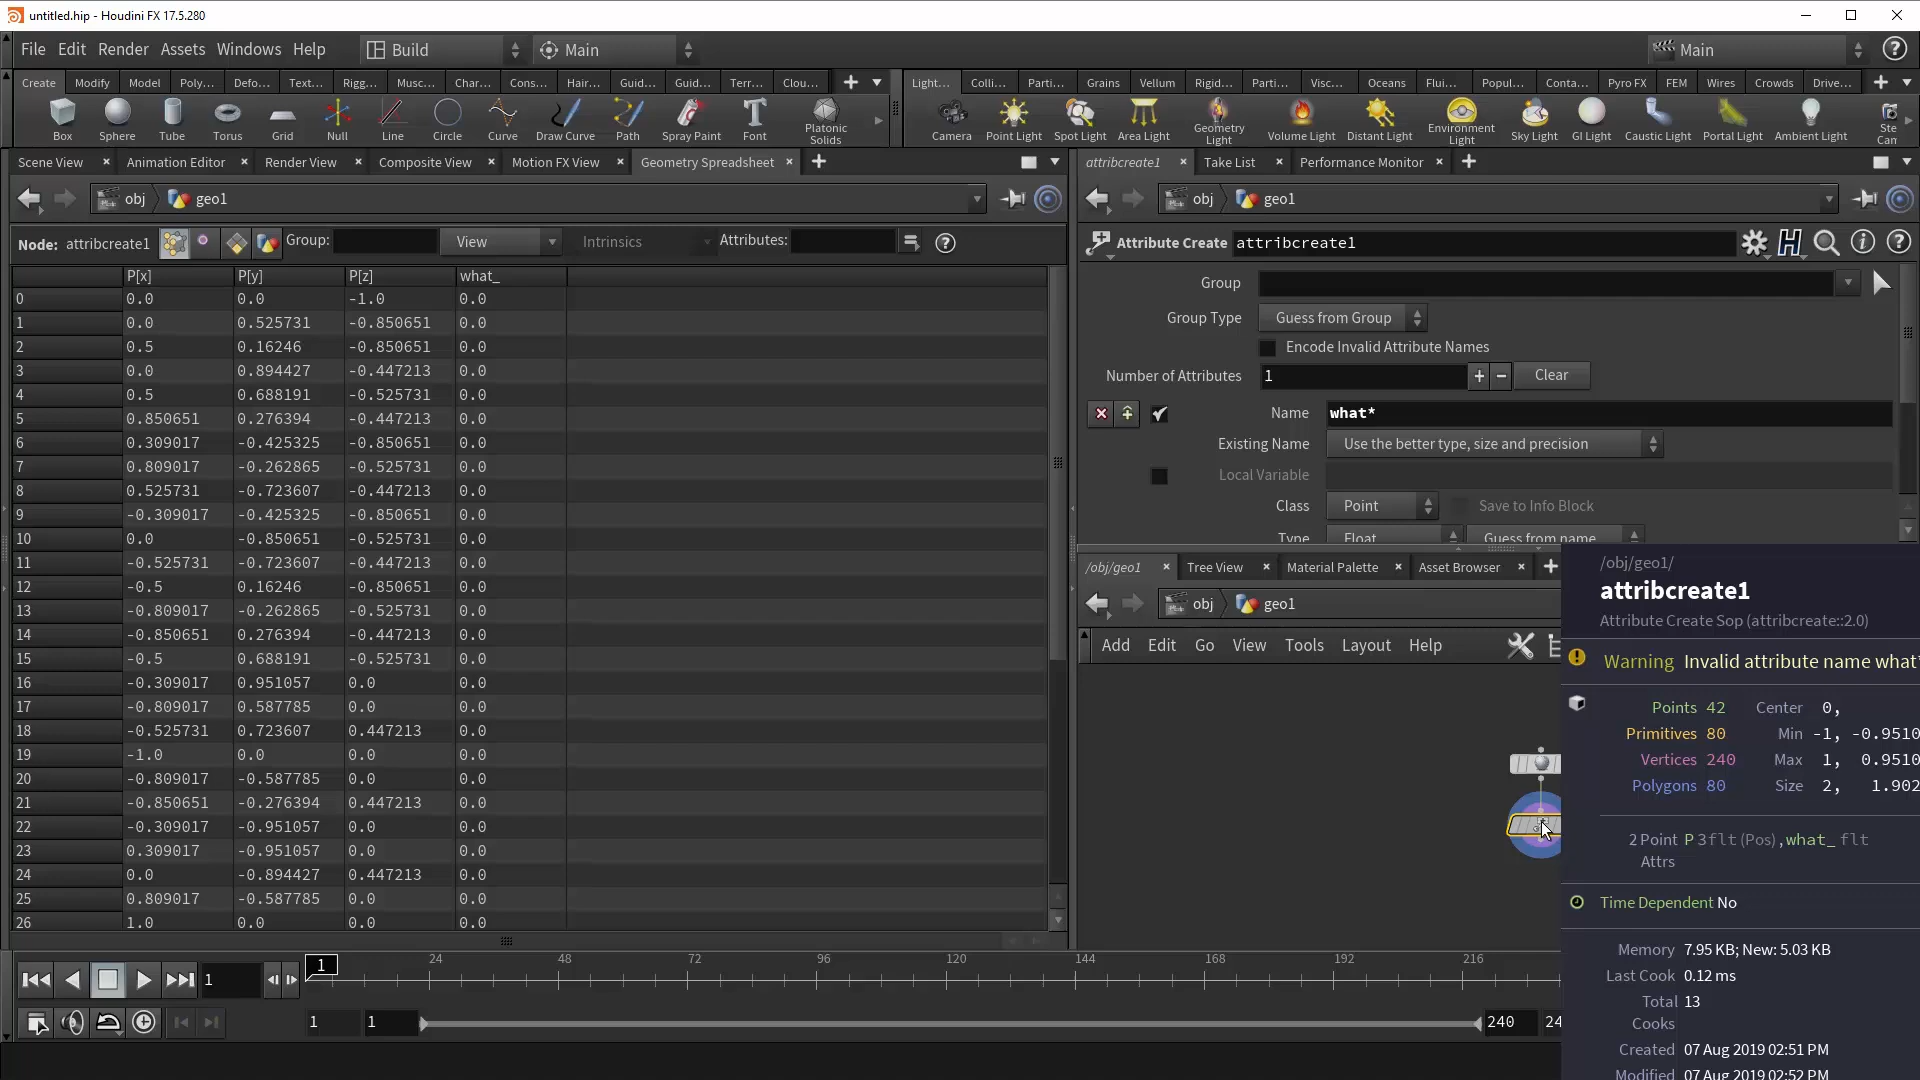 untitled.hip - Houdini FX 17.5.280
File Edit Render Assets Windows Help Build Main Main
Create Modify Model Poly... Defo... Text... Rigg... Musc... Char... Cons... Hair... Guid... Guid... Terr... Clou...
Light... Colli... Parti... Grains Vellum Rigid... Parti... Visc... Oceans Flui... Popul... Conta... Pyro FX FEM Wires Crowds Drive...
Box Sphere Tube Torus Grid Null Line Circle Curve Draw Curve Path Spray Paint Font Platonic Solids
Camera Point Light Spot Light Area Light Geometry Light Volume Light Distant Light Environment Light Sky Light GI Light Caustic Light Portal Light Ambient Light Ste Cam
Scene View Animation Editor Render View Composite View Motion FX View Geometry Spreadsheet
obj geo1
Node: attribcreate1 Group: View Intrinsics Attributes:
P[x] P[y] P[z] what_
0 0.0 0.0 -1.0 0.0
1 0.0 0.525731 -0.850651 0.0
2 0.5 0.16246 -0.850651 0.0
3 0.0 0.894427 -0.447213 0.0
4 0.5 0.688191 -0.525731 0.0
5 0.850651 0.276394 -0.447213 0.0
6 0.309017 -0.425325 -0.850651 0.0
7 0.809017 -0.262865 -0.525731 0.0
8 0.525731 -0.723607 -0.447213 0.0
9 -0.309017 -0.425325 -0.850651 0.0
10 0.0 -0.850651 -0.525731 0.0
11 -0.525731 -0.723607 -0.447213 0.0
12 -0.5 0.16246 -0.850651 0.0
13 -0.809017 -0.262865 -0.525731 0.0
14 -0.850651 0.276394 -0.447213 0.0
15 -0.5 0.688191 -0.525731 0.0
16 -0.309017 0.951057 0.0 0.0
17 -0.809017 0.587785 0.0 0.0
18 -0.525731 0.723607 0.447213 0.0
19 -1.0 0.0 0.0 0.0
20 -0.809017 -0.587785 0.0 0.0
21 -0.850651 -0.276394 0.447213 0.0
22 -0.309017 -0.951057 0.0 0.0
23 0.309017 -0.951057 0.0 0.0
24 0.0 -0.894427 0.447213 0.0
25 0.809017 -0.587785 0.0 0.0
26 1.0 0.0 0.0 0.0
attribcreate1 Take List Performance Monitor
obj geo1
Attribute Create attribcreate1
Group
Group Type Guess from Group
Encode Invalid Attribute Names
Number of Attributes 1 Clear
Name what*
Existing Name Use the better type, size and precision
Local Variable
Class Point Save to Info Block
Type Float Guess from name
/obj/geo1 Tree View Material Palette Asset Browser
obj geo1
Add Edit Go View Tools Layout Help
/obj/geo1/
attribcreate1
Attribute Create Sop (attribcreate::2.0)
Warning Invalid attribute name what*
Points 42 Center 0,
Primitives 80 Min -1, -0.9510
Vertices 240 Max 1, 0.9510
Polygons 80 Size 2, 1.902
2 Point Attrs P 3flt (Pos), what_ flt
Time Dependent No
Memory 7.95 KB; New: 5.03 KB
Last Cook 0.12 ms
Total Cooks 13
Created 07 Aug 2019 02:51 PM
Modified 07 Aug 2019 02:52 PM
1 1 24 48 72 96 120 144 168 192 216
1 1 240 24